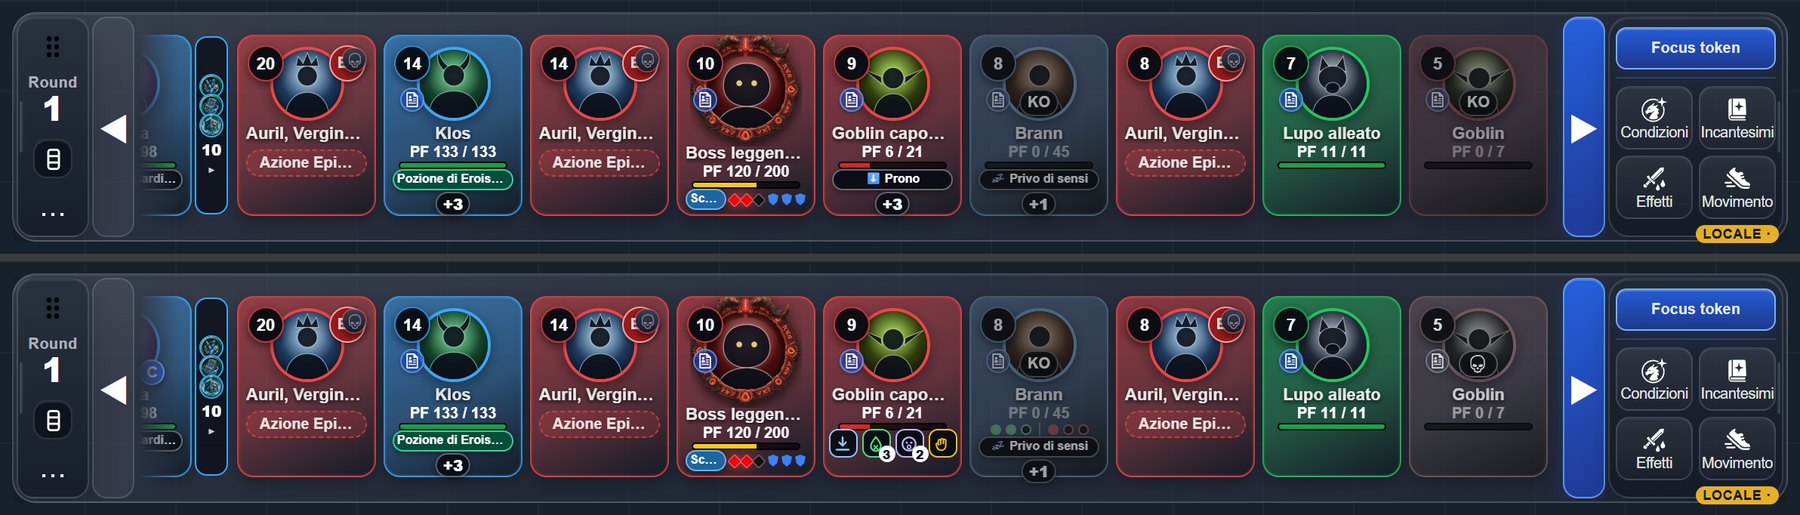 Round
1
...
a
98
ardi...
10
20
Auril, Vergin...
Azione Epi...
14
Klos
PF 133 / 133
Pozione di Erois...
+3
14
Auril, Vergin...
Azione Epi...
10
Boss leggen...
PF 120 / 200
Sc...
9
Goblin capo...
PF 6 / 21
Prono
+3
8
KO
Brann
PF 0 / 45
Privo di sensi
+1
8
Auril, Vergin...
Azione Epi...
7
Lupo alleato
PF 11 / 11
5
KO
Goblin
PF 0 / 7
Focus token
Condizioni
Incantesimi
Effetti
Movimento
LOCALE ·
Round
1
...
C
a
98
ardi...
10
20
Auril, Vergin...
Azione Epi...
14
Klos
PF 133 / 133
Pozione di Erois...
+3
14
Auril, Vergin...
Azione Epi...
10
Boss leggen...
PF 120 / 200
Sc...
9
Goblin capo...
PF 6 / 21
3
2
8
KO
Brann
PF 0 / 45
Privo di sensi
+1
8
Auril, Vergin...
Azione Epi...
7
Lupo alleato
PF 11 / 11
5
Goblin
PF 0 / 7
Focus token
Condizioni
Incantesimi
Effetti
Movimento
LOCALE ·